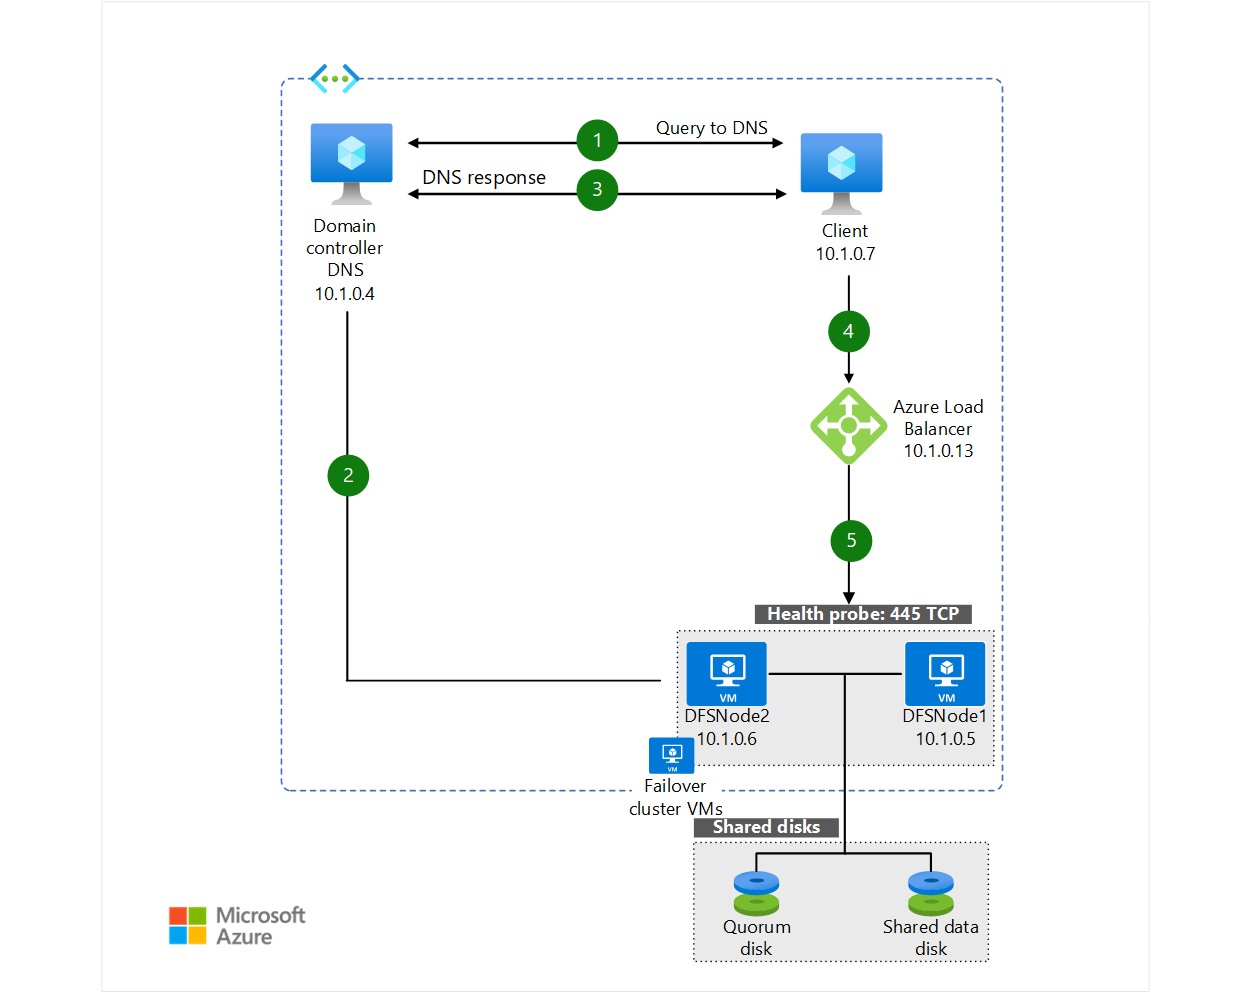 1
Query to DNS
DNS response
3
Domain
controller
DNS
10.1.0.4
Client
10.1.0.7
4
Azure Load
Balancer
10.1.0.13
2
5
Health probe: 445 TCP
VM
DFSNode2
10.1.0.6
VM
DFSNode1
10.1.0.5
VM
Failover
cluster VMs
Shared disks
Quorum
disk
Shared data
disk
Microsoft
Azure